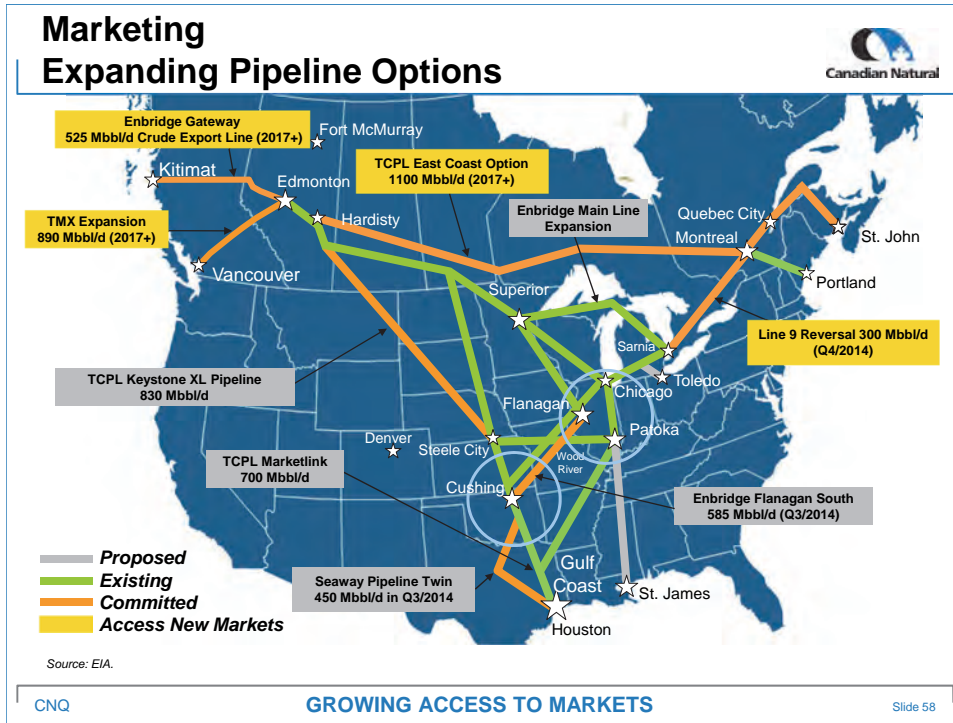 Marketing
Expanding Pipeline Options
Canadian Natural
Enbridge Gateway
525 Mbbl/d Crude Export Line (2017+)
Fort McMurray
Kitimat
Edmonton
TCPL East Coast Option
1100 Mbbl/d (2017+)
Enbridge Main Line
Expansion
TMX Expansion
890 Mbbl/d (2017+)
Hardisty
Quebec City
Montreal
St. John
Vancouver
Superior
Portland
Line 9 Reversal 300 Mbbl/d
(Q4/2014)
Sarnia
TCPL Keystone XL Pipeline
830 Mbbl/d
Toledo
Chicago
Flanagan
Denver
Steele City
Patoka
Wood
River
TCPL Marketlink
700 Mbbl/d
Cushing
Enbridge Flanagan South
585 Mbbl/d (Q3/2014)
Proposed
Existing
Committed
Access New Markets
Seaway Pipeline Twin
450 Mbbl/d in Q3/2014
Gulf
Coast
St. James
Houston
Source: EIA.
CNQ
GROWING ACCESS TO MARKETS
Slide 58